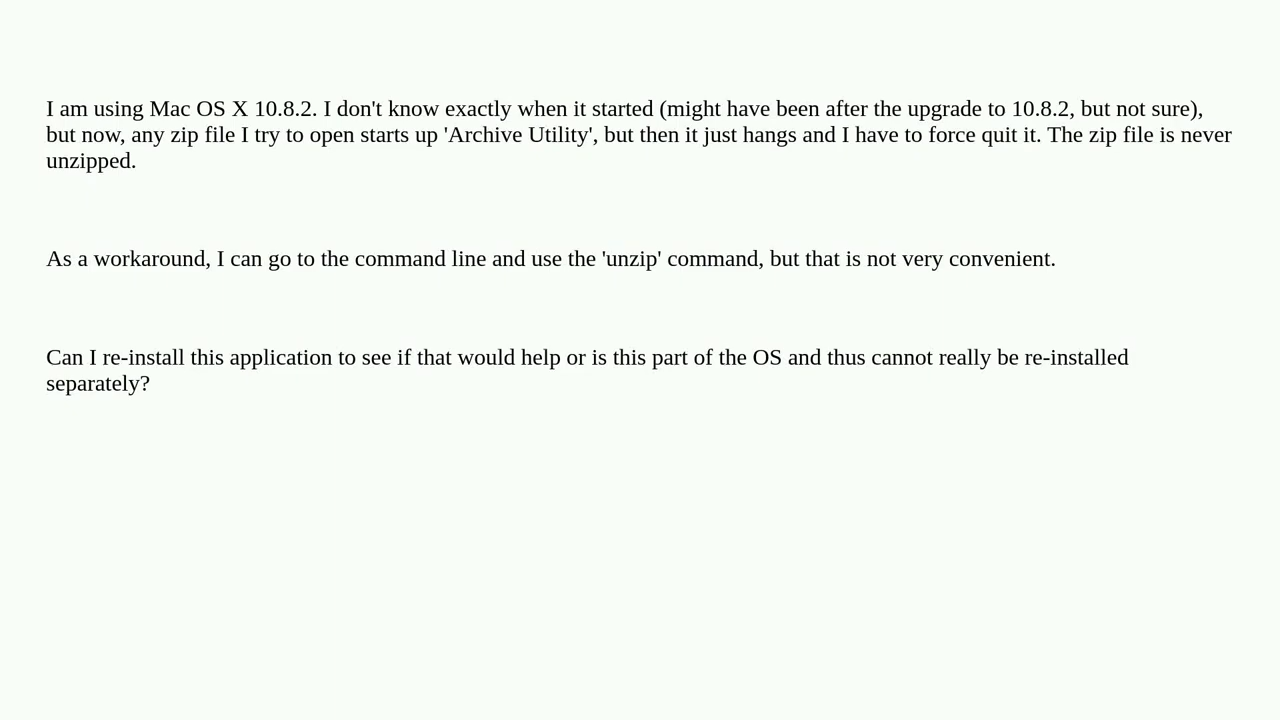 I am using Mac OS X 10.8.2. I don't know exactly when it started (might have been after the upgrade to 10.8.2, but not sure),
but now, any zip file I try to open starts up 'Archive Utility', but then it just hangs and I have to force quit it. The zip file is never
unzipped.
As a workaround, I can go to the command line and use the 'unzip' command, but that is not very convenient.
Can I re-install this application to see if that would help or is this part of the OS and thus cannot really be re-installed
separately?